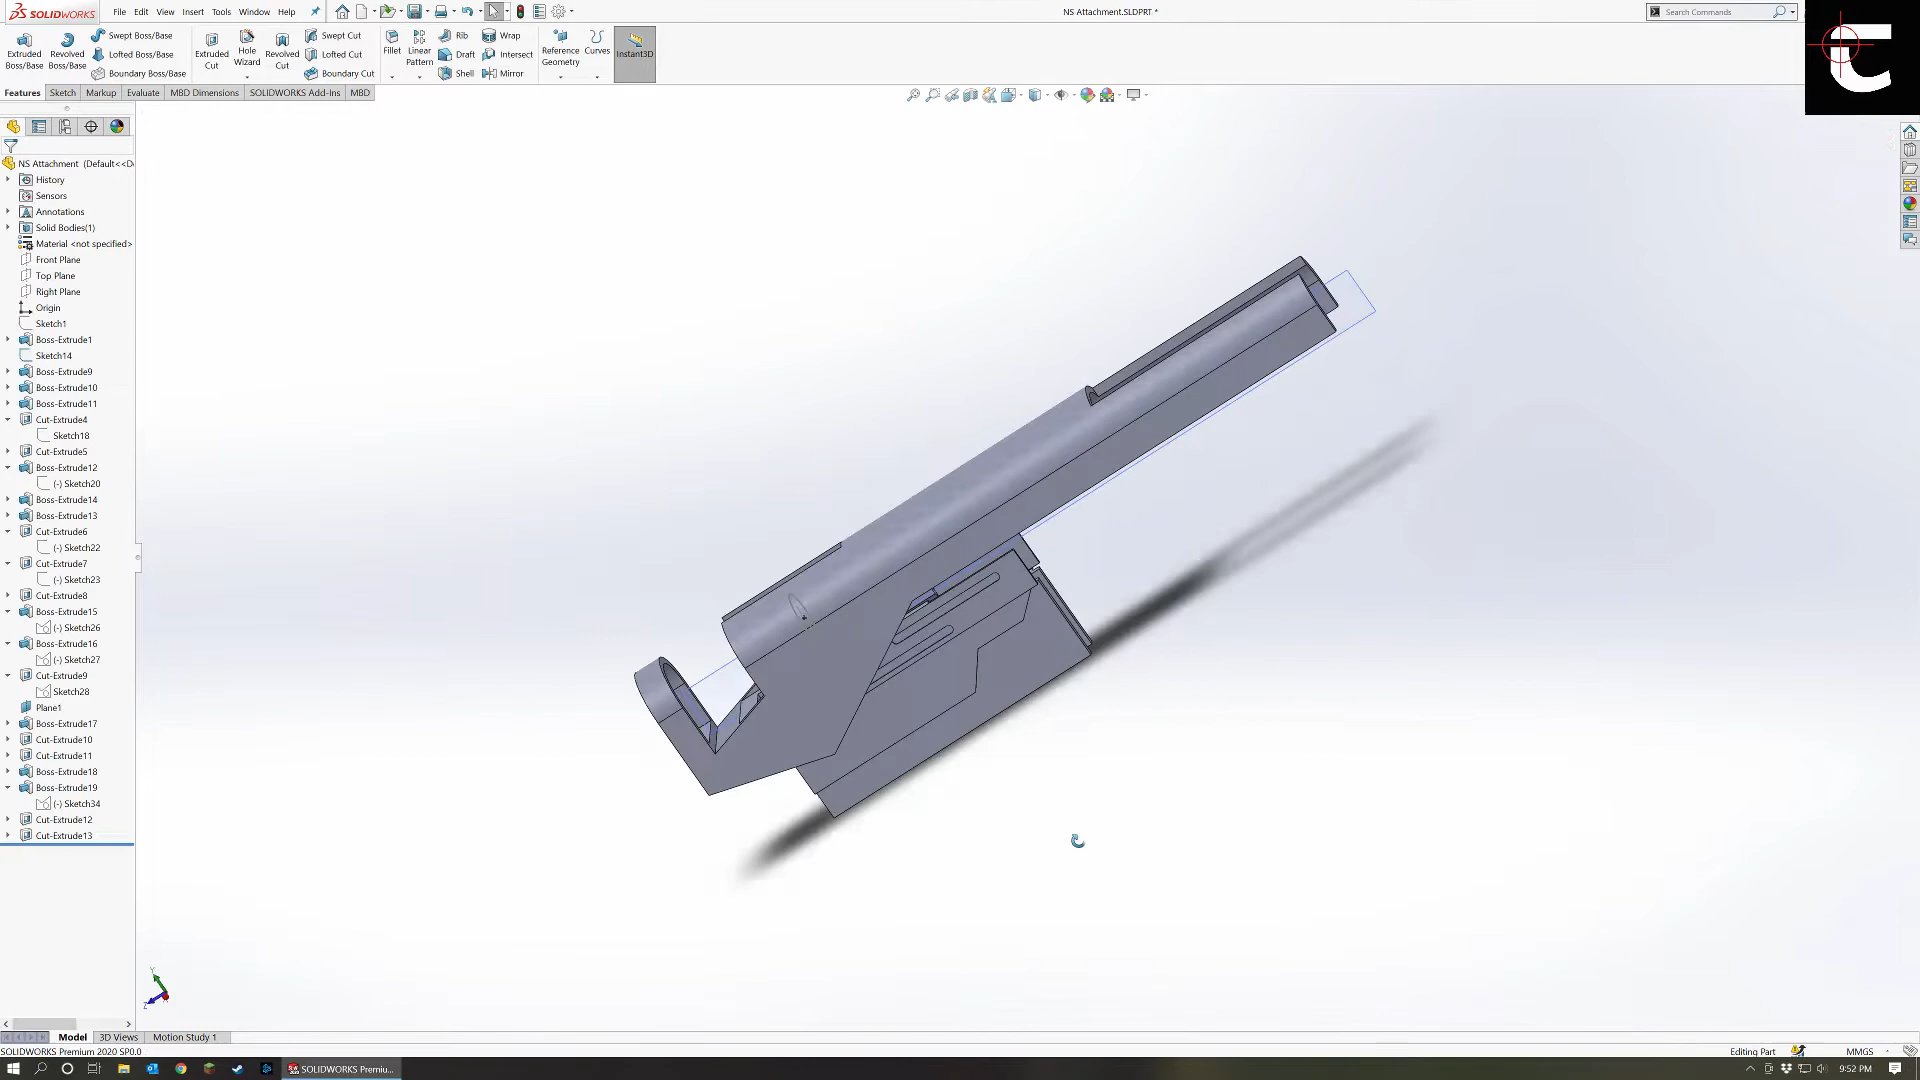 SOLIDWORKS
File Edit View Insert Tools Window Help
NS Attachment.SLDPRT *
Search Commands
Extruded Boss/Base
Revolved Boss/Base
Swept Boss/Base
Lofted Boss/Base
Boundary Boss/Base
Extruded Cut
Hole Wizard
Revolved Cut
Swept Cut
Lofted Cut
Boundary Cut
Fillet
Linear Pattern
Rib
Draft
Shell
Wrap
Intersect
Mirror
Reference Geometry
Curves
Instant3D
Features Sketch Markup Evaluate MBD Dimensions SOLIDWORKS Add-Ins MBD
NS Attachment (Default<<D
History
Sensors
Annotations
Solid Bodies(1)
Material <not specified>
Front Plane
Top Plane
Right Plane
Origin
Sketch1
Boss-Extrude1
Sketch14
Boss-Extrude9
Boss-Extrude10
Boss-Extrude11
Cut-Extrude4
Sketch18
Cut-Extrude5
Boss-Extrude12
(-) Sketch20
Boss-Extrude14
Boss-Extrude13
Cut-Extrude6
(-) Sketch22
Cut-Extrude7
(-) Sketch23
Cut-Extrude8
Boss-Extrude15
(-) Sketch26
Boss-Extrude16
(-) Sketch27
Cut-Extrude9
Sketch28
Plane1
Boss-Extrude17
Cut-Extrude10
Cut-Extrude11
Boss-Extrude18
Boss-Extrude19
(-) Sketch34
Cut-Extrude12
Cut-Extrude13
Model 3D Views Motion Study 1
SOLIDWORKS Premium 2020 SP0.0
Editing Part
MMGS
SOLIDWORKS Premiu...
9:52 PM